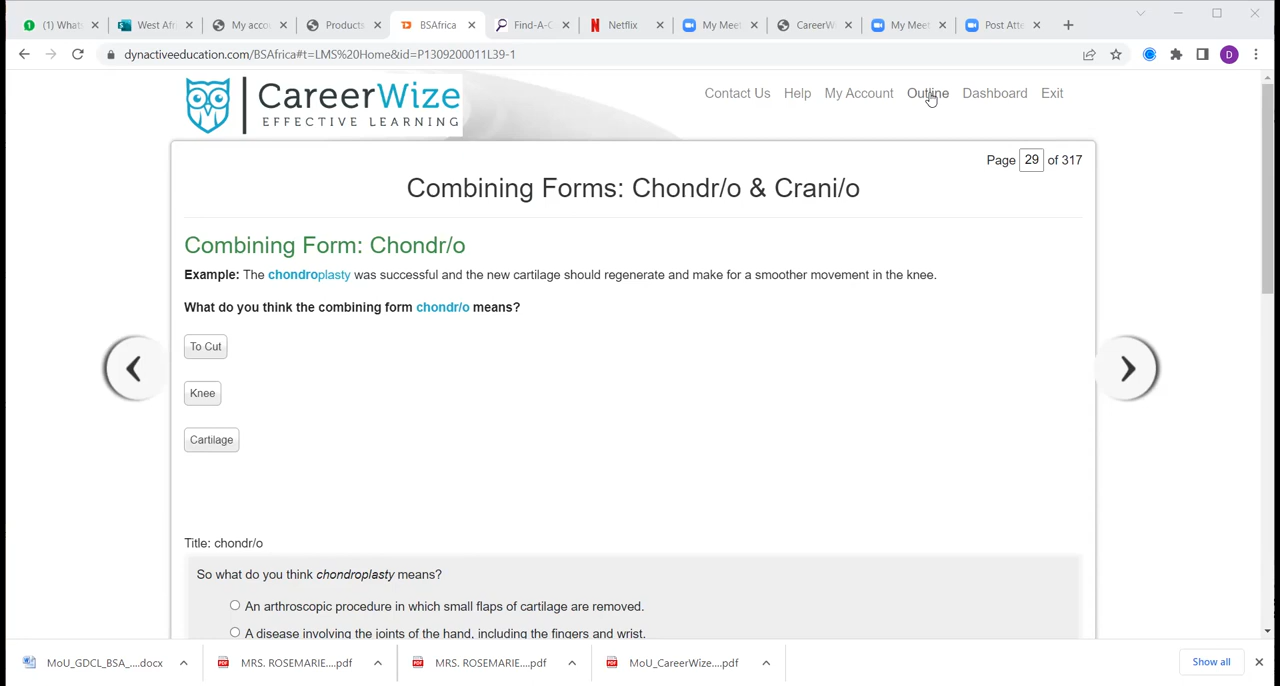 (1) What
West Afr
My acco
Products
BSAfrica
Find-A-C
Netflix
My Meet
CareerW
My Meet
Post Atte
dynactiveeducation.com/BSAfrica#t=LMS%20Home&id=P1309200011L39-1
D
CareerWize
EFFECTIVE LEARNING
Contact Us Help My Account Outline Dashboard Exit
Page 29 of 317
Combining Forms: Chondr/o & Crani/o
Combining Form: Chondr/o
Example: The chondroplasty was successful and the new cartilage should regenerate and make for a smoother movement in the knee.
What do you think the combining form chondr/o means?
To Cut
Knee
Cartilage
Title: chondr/o
So what do you think chondroplasty means?
An arthroscopic procedure in which small flaps of cartilage are removed.
A disease involving the joints of the hand, including the fingers and wrist.
MoU_GDCL_BSA_....docx
MRS. ROSEMARIE....pdf
MRS. ROSEMARIE....pdf
MoU_CareerWize....pdf
Show all